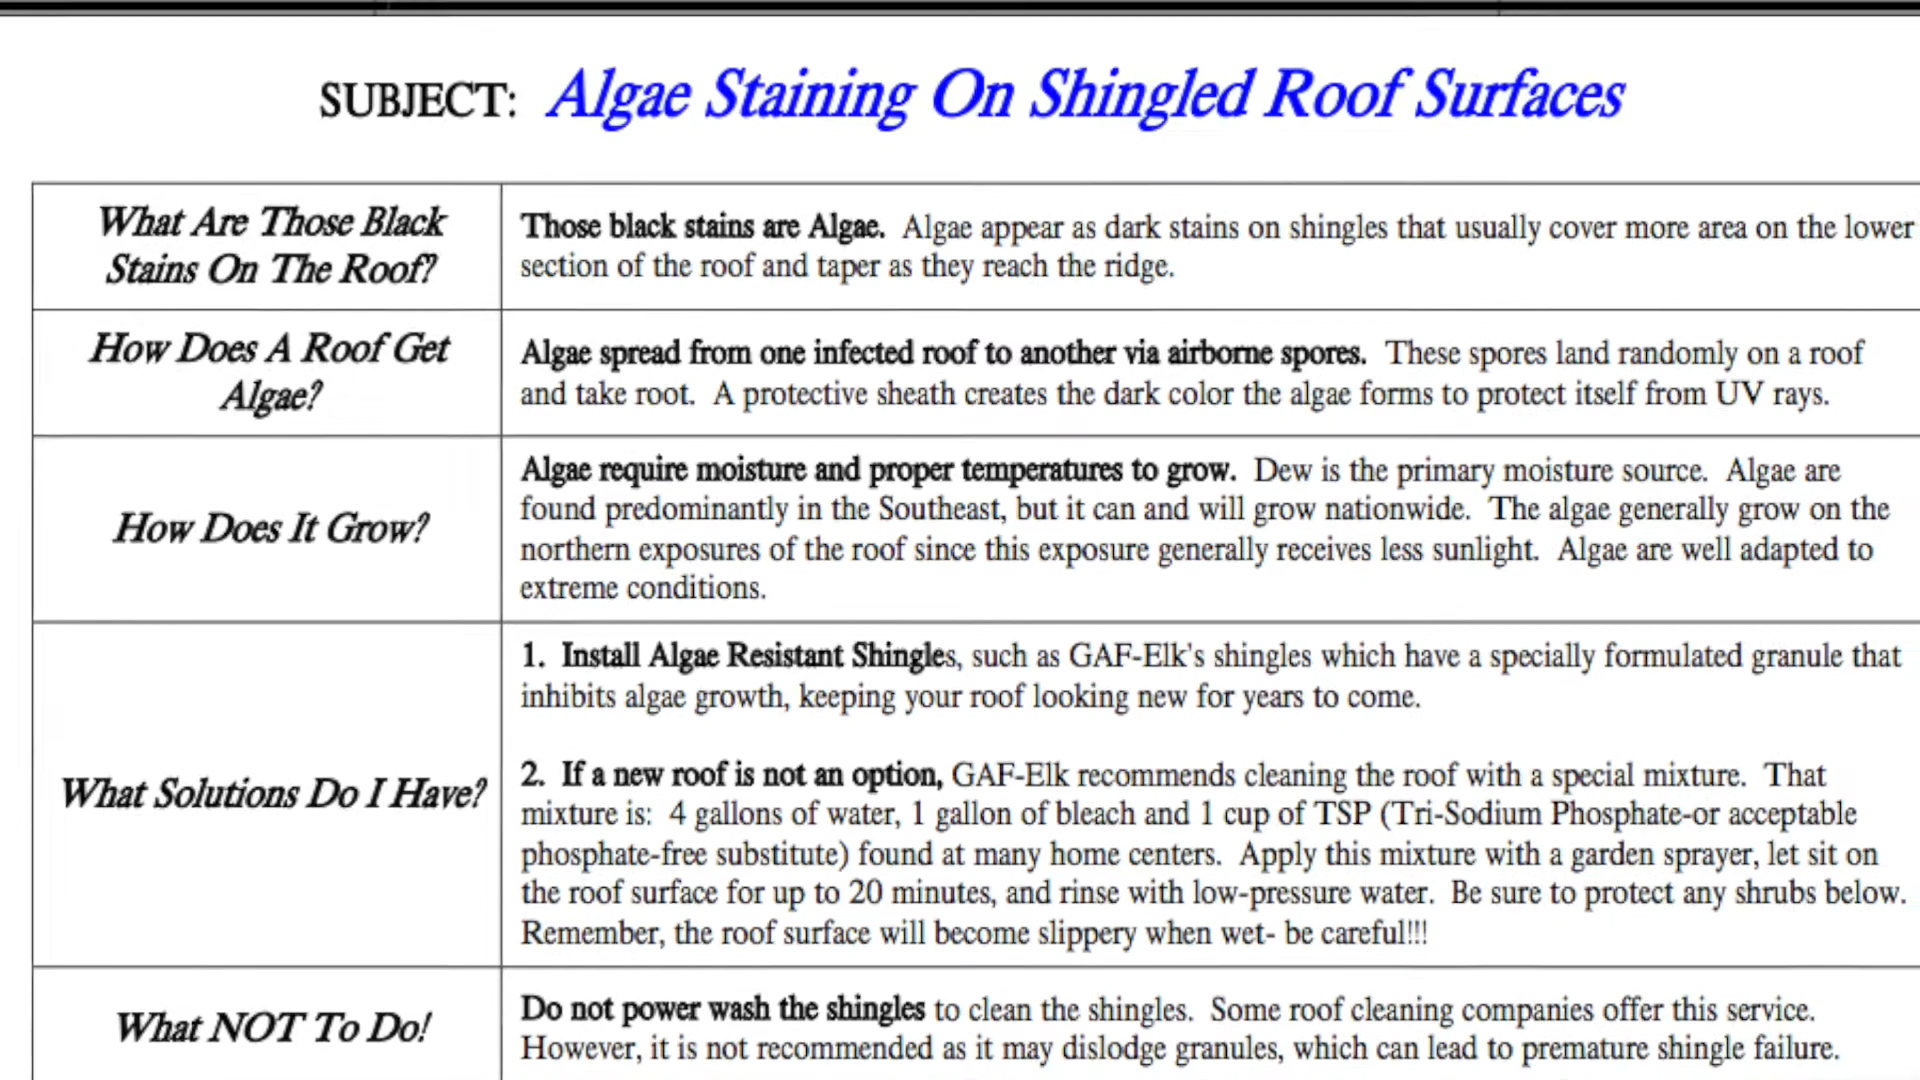 SUBJECT: Algae Staining On Shingled Roof Surfaces
What Are Those Black
Stains On The Roof?
Those black stains are Algae. Algae appear as dark stains on shingles that usually cover more area on the lower
section of the roof and taper as they reach the ridge.
How Does A Roof Get
Algae?
Algae spread from one infected roof to another via airborne spores. These spores land randomly on a roof
and take root. A protective sheath creates the dark color the algae forms to protect itself from UV rays.
How Does It Grow?
Algae require moisture and proper temperatures to grow. Dew is the primary moisture source. Algae are
found predominantly in the Southeast, but it can and will grow nationwide. The algae generally grow on the
northern exposures of the roof since this exposure generally receives less sunlight. Algae are well adapted to
extreme conditions.
What Solutions Do I Have?
1. Install Algae Resistant Shingles, such as GAF-Elk's shingles which have a specially formulated granule that
inhibits algae growth, keeping your roof looking new for years to come.
2. If a new roof is not an option, GAF-Elk recommends cleaning the roof with a special mixture. That
mixture is: 4 gallons of water, 1 gallon of bleach and 1 cup of TSP (Tri-Sodium Phosphate-or acceptable
phosphate-free substitute) found at many home centers. Apply this mixture with a garden sprayer, let sit on
the roof surface for up to 20 minutes, and rinse with low-pressure water. Be sure to protect any shrubs below.
Remember, the roof surface will become slippery when wet- be careful!!!
What NOT To Do!
Do not power wash the shingles to clean the shingles. Some roof cleaning companies offer this service.
However, it is not recommended as it may dislodge granules, which can lead to premature shingle failure.